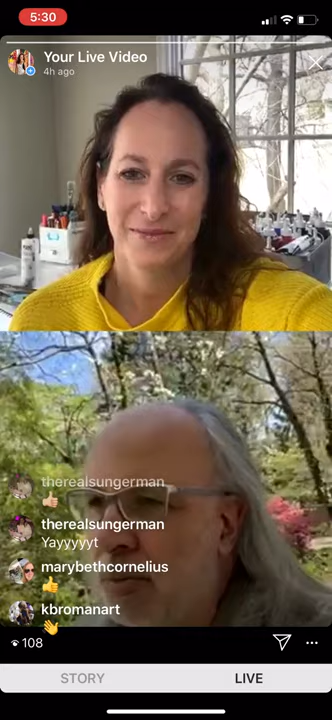 5:30
Your Live Video
4h ago
therealsungerman
therealsungerman
Yayyyyyt
marybethcornelius
kbromanart
108
STORY
LIVE